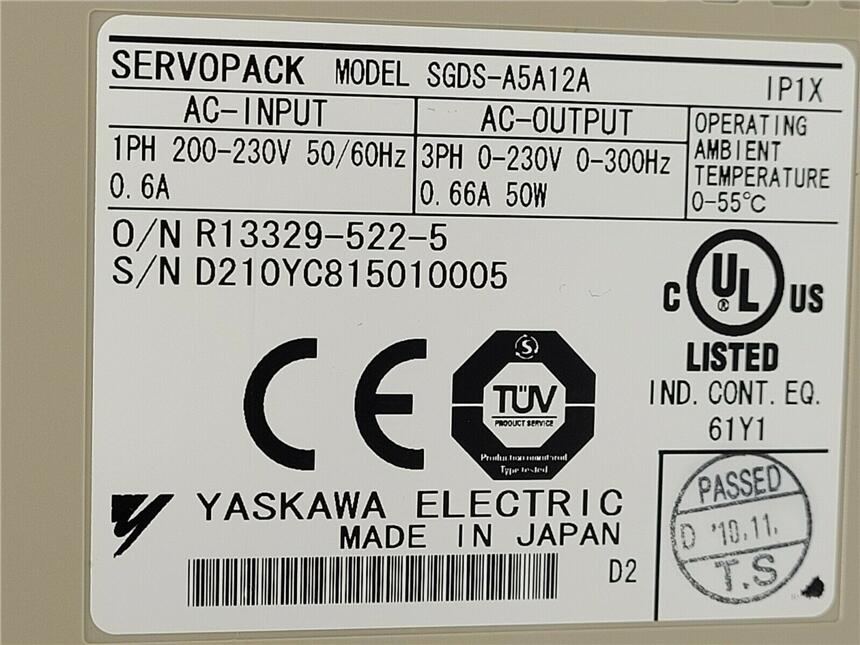 SERVOPACK MODEL SGDS-A5A12A IP1X
AC-INPUT
1PH 200-230V 50/60Hz
0.6A
AC-OUTPUT
3PH 0-230V 0-300Hz
0.66A 50W
OPERATING
AMBIENT
TEMPERATURE
0-55℃
O/N R13329-522-5
S/N D210YC815010005
C UL ® US
LISTED
IND. CONT. EQ.
61Y1
CE
S
TÜV
PRODUCT SERVICE
Production monitored
Type tested
YASKAWA ELECTRIC
MADE IN JAPAN
D2
PASSED
D '10.11.
T.S